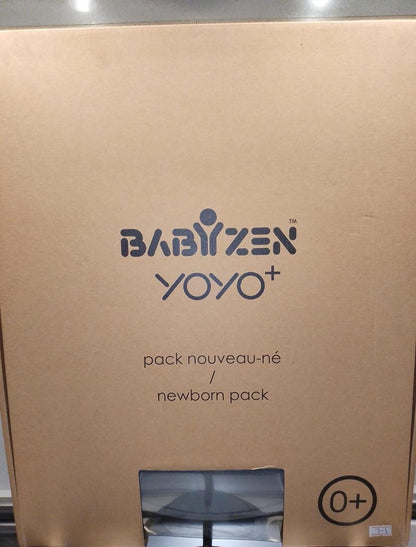 BABYZEN™
YOYO+
pack nouveau-né
/
newborn pack
0+